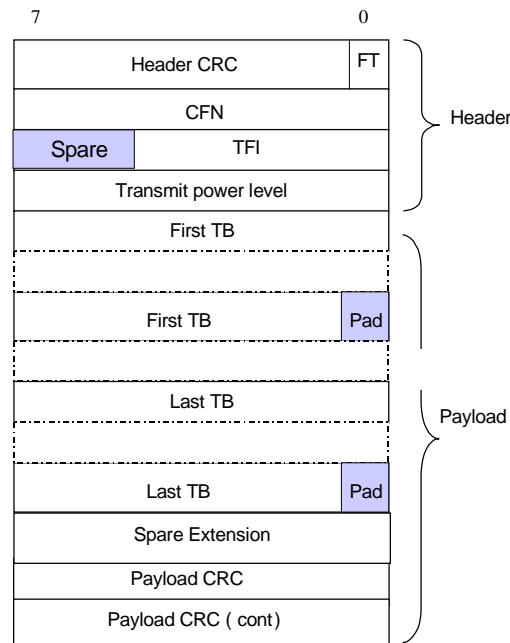 7 0
Header CRC FT
CFN
Header
Spare TFI
Transmit power level
First TB
First TB Pad
Last TB
Payload
Last TB Pad
Spare Extension
Payload CRC
Payload CRC ( cont)